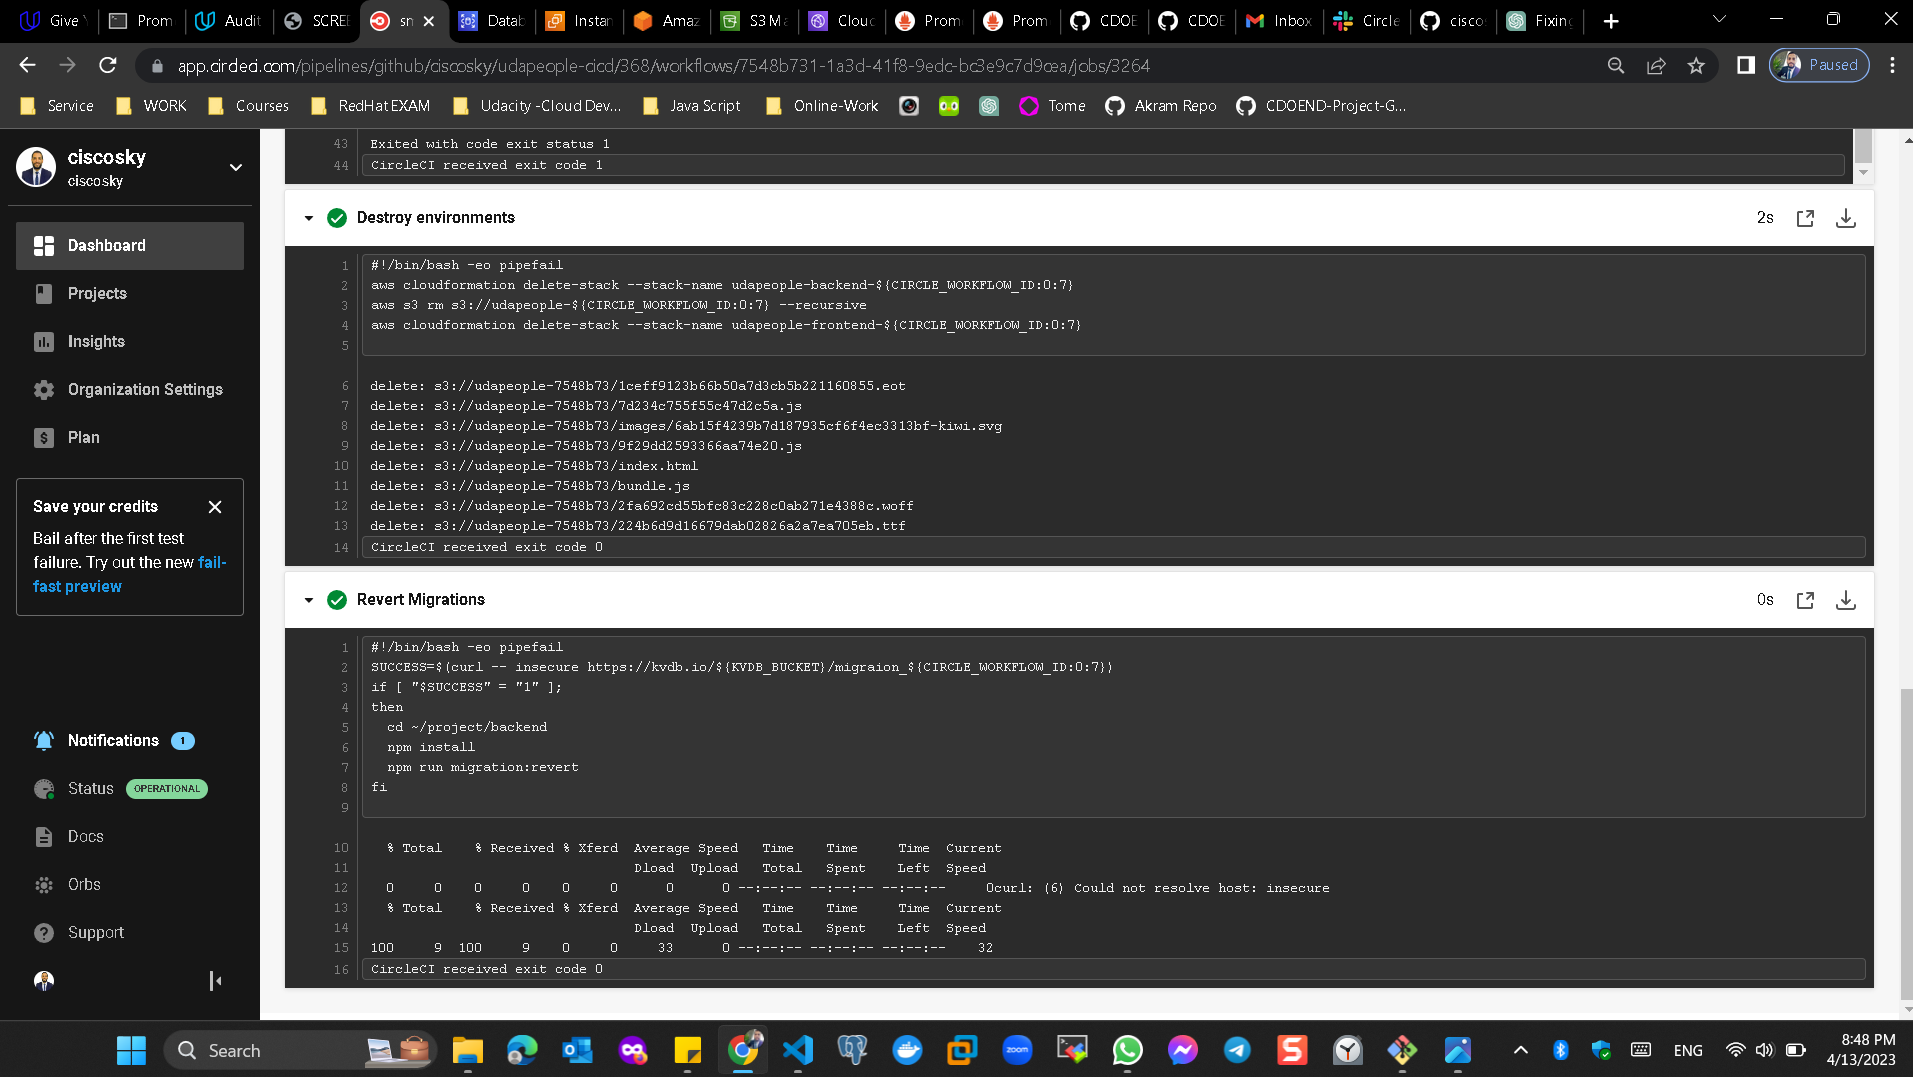 Give
Prom
Audit
SCREE
sn
Datab
Instan
Amaz
S3 Ma
Cloud
Prom
Prom
CDOE
CDOE
Inbox
Circle
cisco
Fixing
app.circleci.com/pipelines/github/ciscosky/udapeople-cicd/368/workflows/7548b731-1a3d-41f8-9edc-bc3e9c7d9cea/jobs/3264
Paused
Service
WORK
Courses
RedHat EXAM
Udacity -Cloud Dev...
Java Script
Online-Work
Tome
Akram Repo
CDOEND-Project-G...
ciscosky
ciscosky
Dashboard
Projects
Insights
Organization Settings
Plan
Save your credits
Bail after the first test
failure. Try out the new fail-
fast preview
Notifications 1
Status OPERATIONAL
Docs
Orbs
Support
43 Exited with code exit status 1
44 CircleCI received exit code 1
Destroy environments 2s
1 #!/bin/bash -eo pipefail
2 aws cloudformation delete-stack --stack-name udapeople-backend-${CIRCLE_WORKFLOW_ID:0:7}
3 aws s3 rm s3://udapeople-${CIRCLE_WORKFLOW_ID:0:7} --recursive
4 aws cloudformation delete-stack --stack-name udapeople-frontend-${CIRCLE_WORKFLOW_ID:0:7}
5
6 delete: s3://udapeople-7548b73/1ceff9123b66b50a7d3cb5b221160855.eot
7 delete: s3://udapeople-7548b73/7d234c755f55c47d2c5a.js
8 delete: s3://udapeople-7548b73/images/6ab15f4239b7d187935cf6f4ec3313bf-kiwi.svg
9 delete: s3://udapeople-7548b73/9f29dd2593366aa74e20.js
10 delete: s3://udapeople-7548b73/index.html
11 delete: s3://udapeople-7548b73/bundle.js
12 delete: s3://udapeople-7548b73/2fa692cd55bfc83c228c0ab271e4388c.woff
13 delete: s3://udapeople-7548b73/224b6d9d16679dab02826a2a7ea705eb.ttf
14 CircleCI received exit code 0
Revert Migrations 0s
1 #!/bin/bash -eo pipefail
2 SUCCESS=$(curl -- insecure https://kvdb.io/${KVDB_BUCKET}/migraion_${CIRCLE_WORKFLOW_ID:0:7})
3 if [ "$SUCCESS" = "1" ];
4 then
5 cd ~/project/backend
6 npm install
7 npm run migration:revert
8 fi
9
10 % Total % Received % Xferd Average Speed Time Time Time Current
11 Dload Upload Total Spent Left Speed
12 0 0 0 0 0 0 0 0 --:--:-- --:--:-- --:--:-- 0curl: (6) Could not resolve host: insecure
13 % Total % Received % Xferd Average Speed Time Time Time Current
14 Dload Upload Total Spent Left Speed
15 100 9 100 9 0 0 33 0 --:--:-- --:--:-- --:--:-- 32
16 CircleCI received exit code 0
Search
zoom
ENG
8:48 PM
4/13/2023